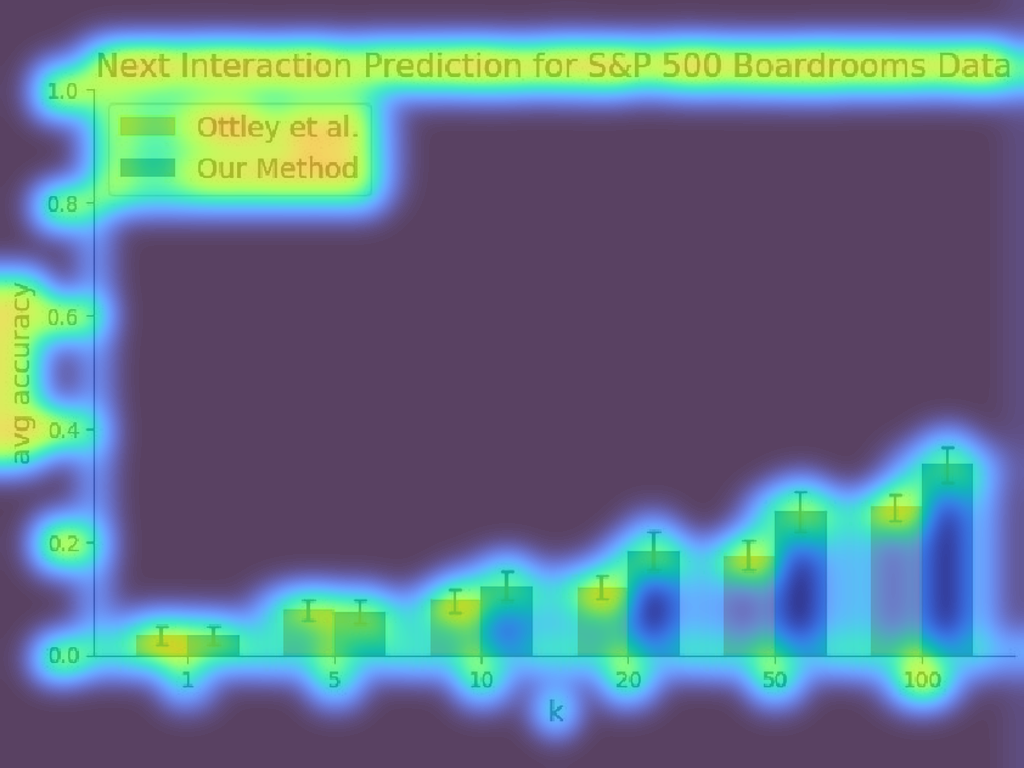 Next Interaction Prediction for S&P 500 Boardrooms Data
1.0
Ottley et al.
Our Method
0.8
0.6
avg accuracy
0.4
0.2
0.0
1 5 10 20 50 100
k